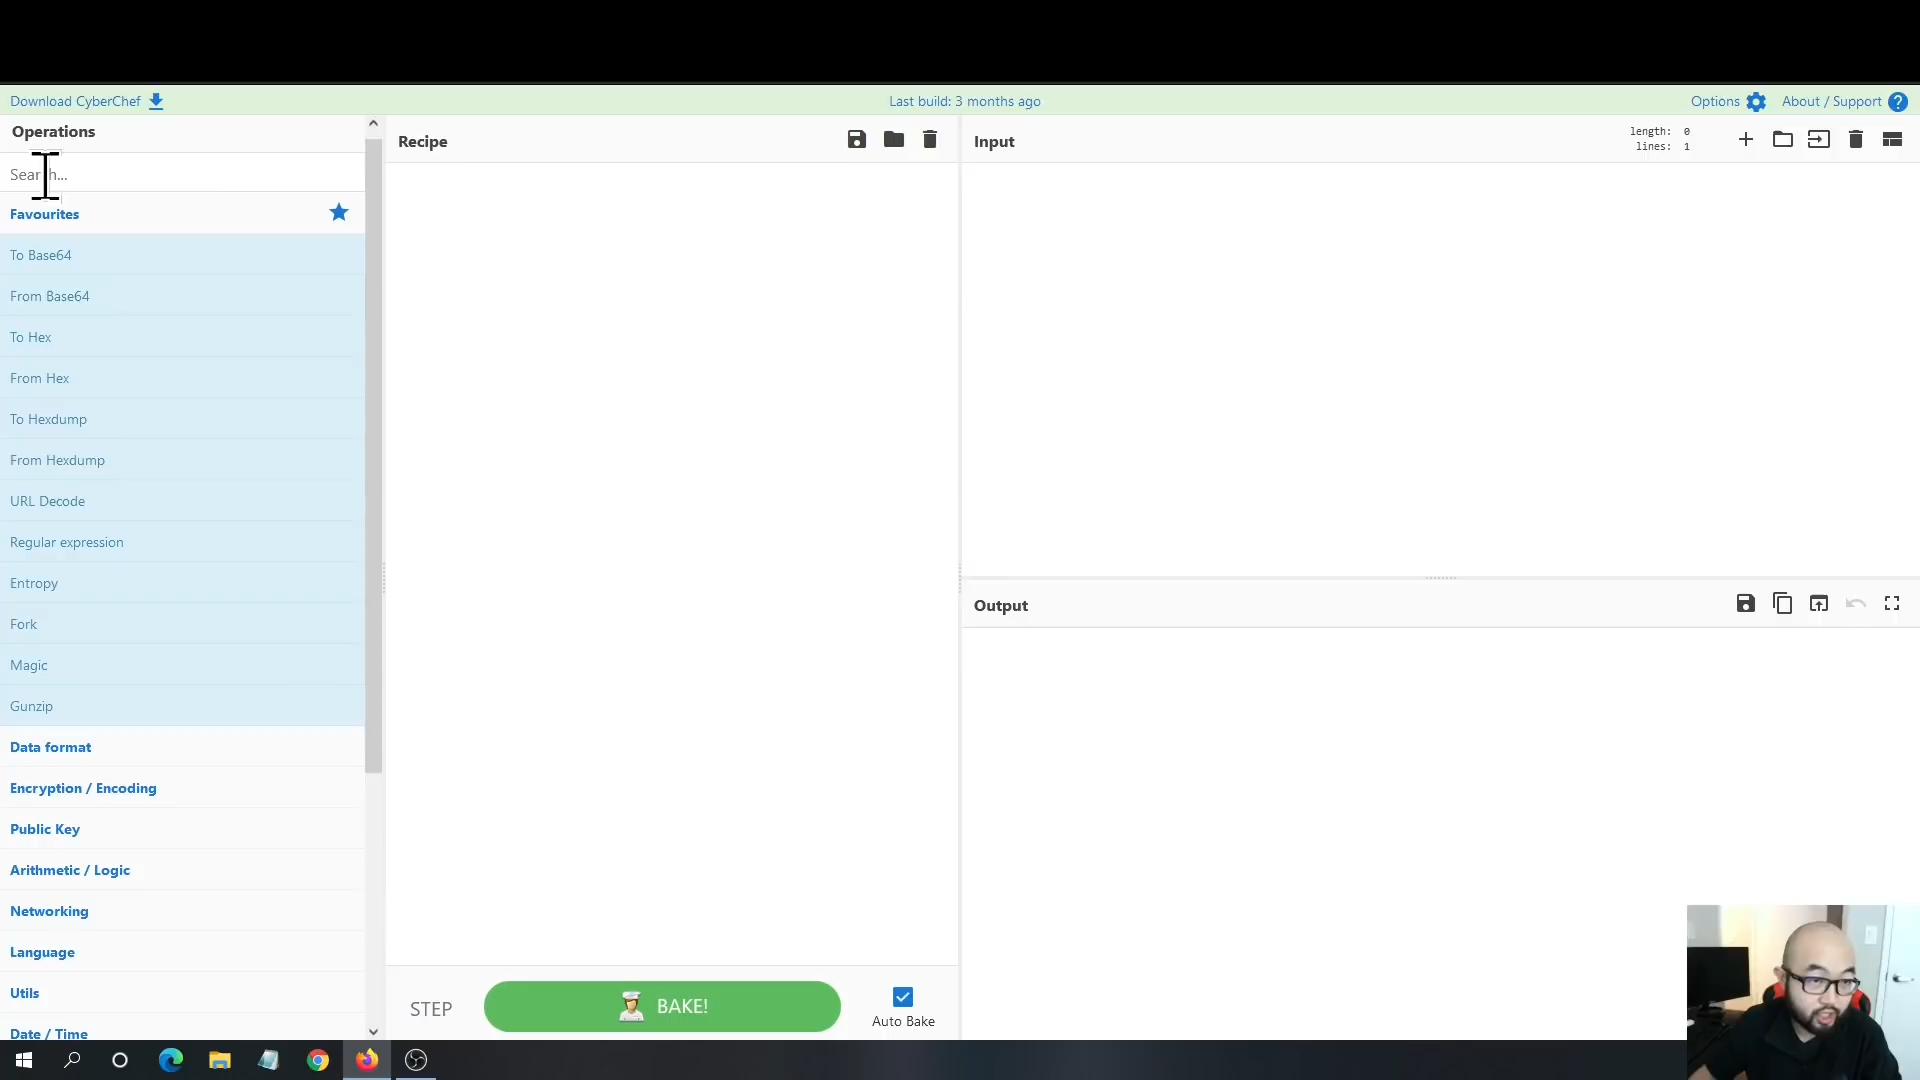 Download CyberChef
Last build: 3 months ago
Options
About / Support
Operations
Search...
Favourites
To Base64
From Base64
To Hex
From Hex
To Hexdump
From Hexdump
URL Decode
Regular expression
Entropy
Fork
Magic
Gunzip
Data format
Encryption / Encoding
Public Key
Arithmetic / Logic
Networking
Language
Utils
Date / Time
Recipe
STEP
BAKE!
Auto Bake
Input
length: 0
lines: 1
Output